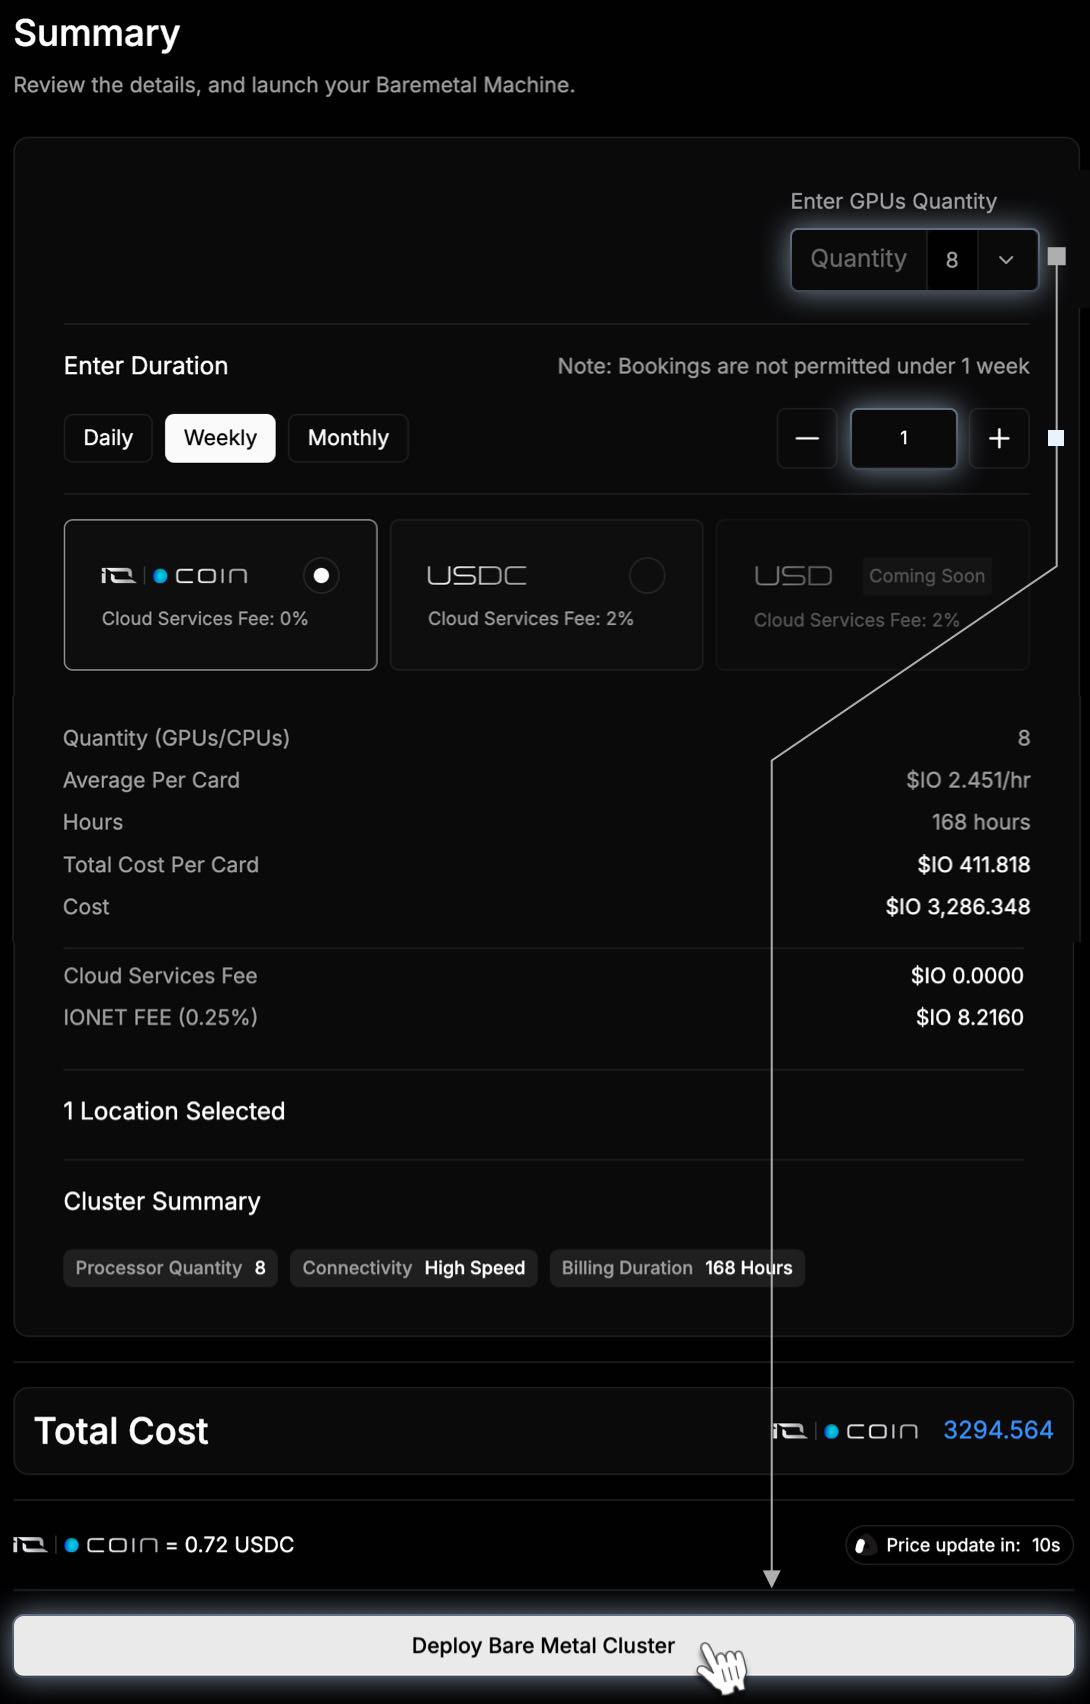 Summary
Review the details, and launch your Baremetal Machine.
Enter GPUs Quantity
Quantity 8
Enter Duration
Note: Bookings are not permitted under 1 week
Daily Weekly Monthly
1
IO | COIN
Cloud Services Fee: 0%
USDC
Cloud Services Fee: 2%
USD Coming Soon
Cloud Services Fee: 2%
Quantity (GPUs/CPUs) 8
Average Per Card $IO 2.451/hr
Hours 168 hours
Total Cost Per Card $IO 411.818
Cost $IO 3,286.348
Cloud Services Fee $IO 0.0000
IONET FEE (0.25%) $IO 8.2160
1 Location Selected
Cluster Summary
Processor Quantity 8 Connectivity High Speed Billing Duration 168 Hours
Total Cost IO | COIN 3294.564
IO | COIN = 0.72 USDC Price update in: 10s
Deploy Bare Metal Cluster